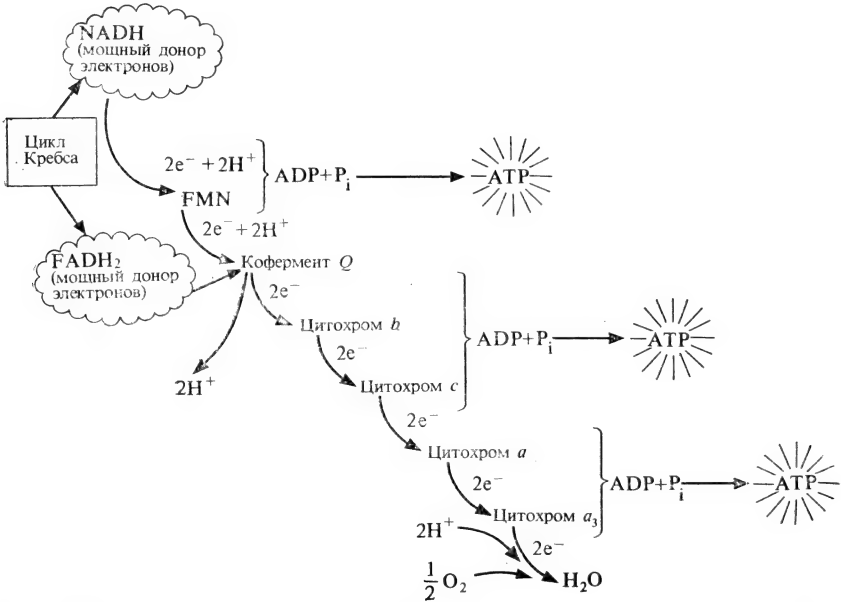 NADH
(мощный донор
электронов)
Цикл
Кребса
2e⁻ + 2H⁺
FMN
ADP+Pi
ATP
2e⁻ + 2H⁺
FADH₂
(мощный донор
электронов)
Кофермент Q
2e⁻
2H⁺
Цитохром b
2e⁻
Цитохром c
ADP+Pi
ATP
2e⁻
Цитохром a
2e⁻
Цитохром a₃
ADP+Pi
ATP
2H⁺
2e⁻
1/2 O₂
H₂O